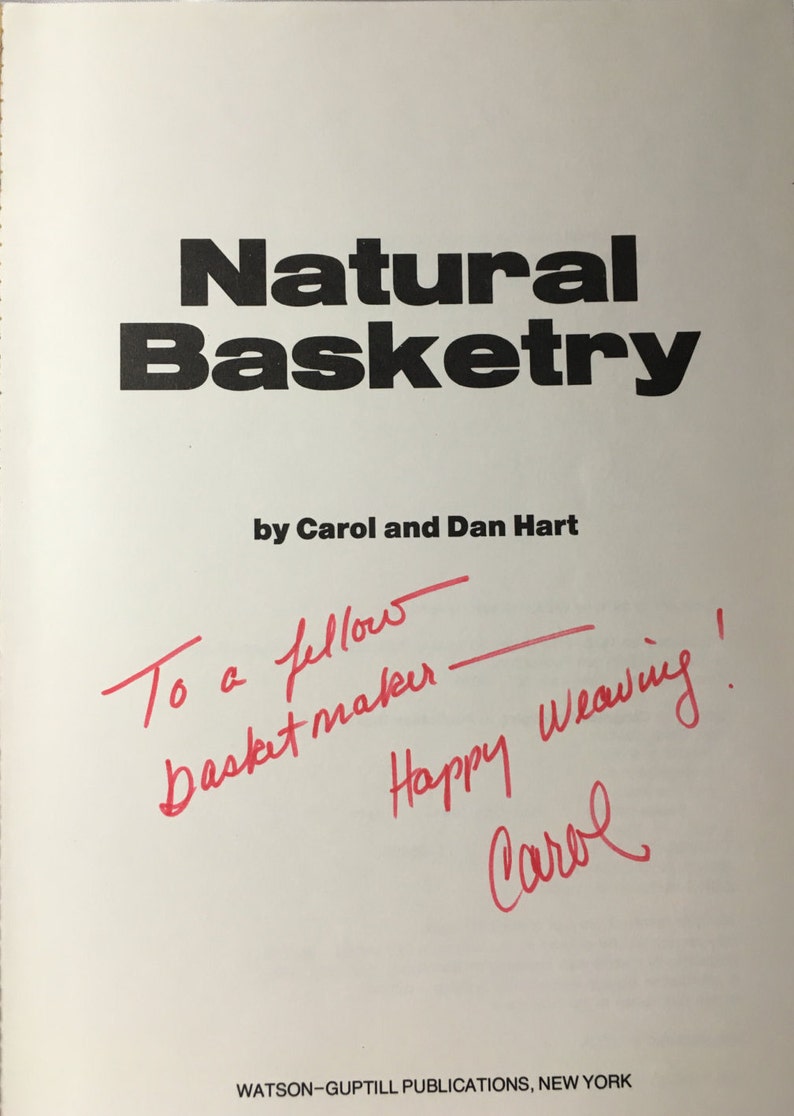 Natural
Basketry
by Carol and Dan Hart
To a fellow
basketmaker —
Happy Weaving!
Carol
WATSON–GUPTILL PUBLICATIONS, NEW YORK